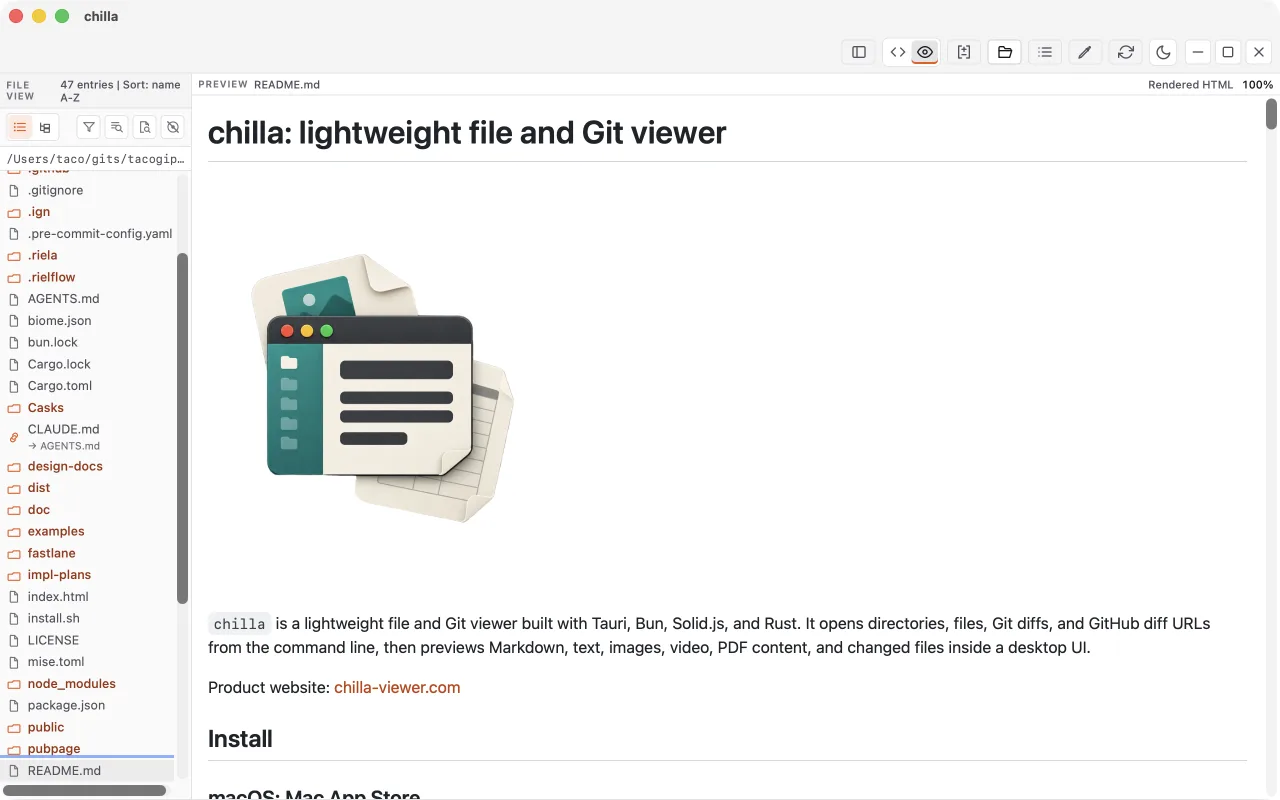 chilla
FILE VIEW
47 entries | Sort: name A-Z
PREVIEW README.md
Rendered HTML 100%
/Users/taco/gits/tacogip…
.github
.gitignore
.ign
.pre-commit-config.yaml
.riela
.rielflow
AGENTS.md
biome.json
bun.lock
Cargo.lock
Cargo.toml
Casks
CLAUDE.md
→ AGENTS.md
design-docs
dist
doc
examples
fastlane
impl-plans
index.html
install.sh
LICENSE
mise.toml
node_modules
package.json
public
pubpage
README.md
chilla: lightweight file and Git viewer
chilla is a lightweight file and Git viewer built with Tauri, Bun, Solid.js, and Rust. It opens directories, files, Git diffs, and GitHub diff URLs
from the command line, then previews Markdown, text, images, video, PDF content, and changed files inside a desktop UI.
Product website: chilla-viewer.com
Install
macOS: Mac App Store